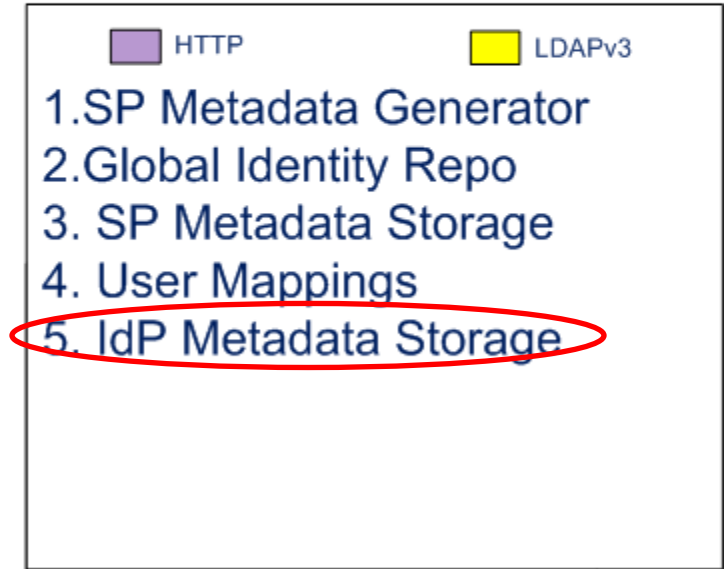 HTTP LDAPv3
1.SP Metadata Generator
2.Global Identity Repo
3. SP Metadata Storage
4. User Mappings
5. IdP Metadata Storage